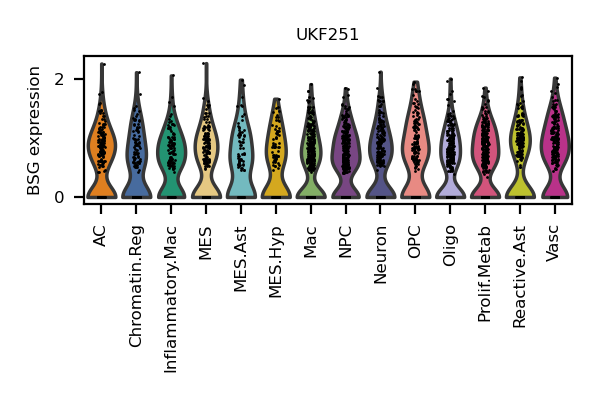 UKF251
BSG expression
2
0
AC
Chromatin.Reg
Inflammatory.Mac
MES
MES.Ast
MES.Hyp
Mac
NPC
Neuron
OPC
Oligo
Prolif.Metab
Reactive.Ast
Vasc